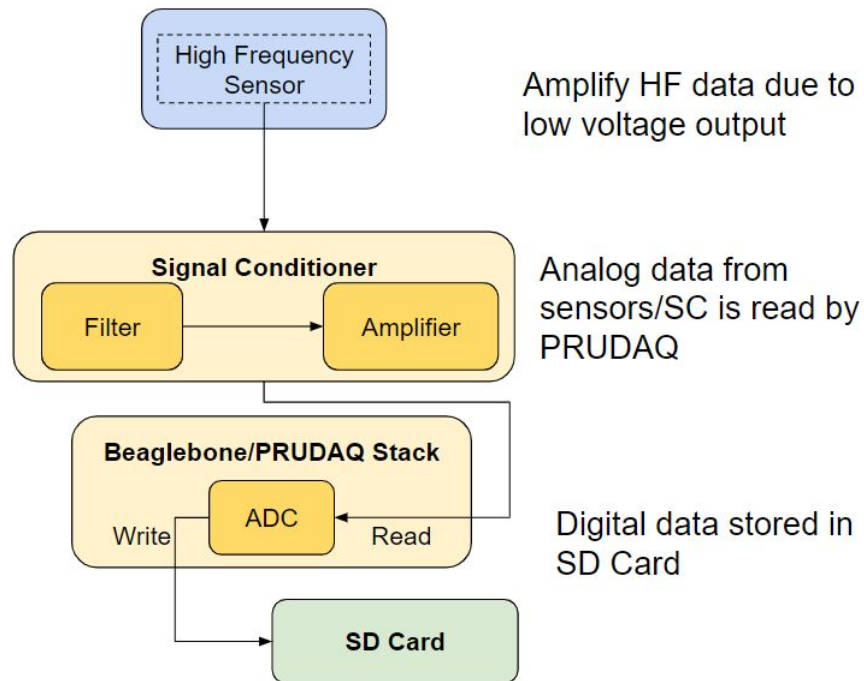 High Frequency
Sensor
Amplify HF data due to
low voltage output
Signal Conditioner
Filter
Amplifier
Analog data from
sensors/SC is read by
PRUDAQ
Beaglebone/PRUDAQ Stack
ADC
Write
Read
Digital data stored in
SD Card
SD Card